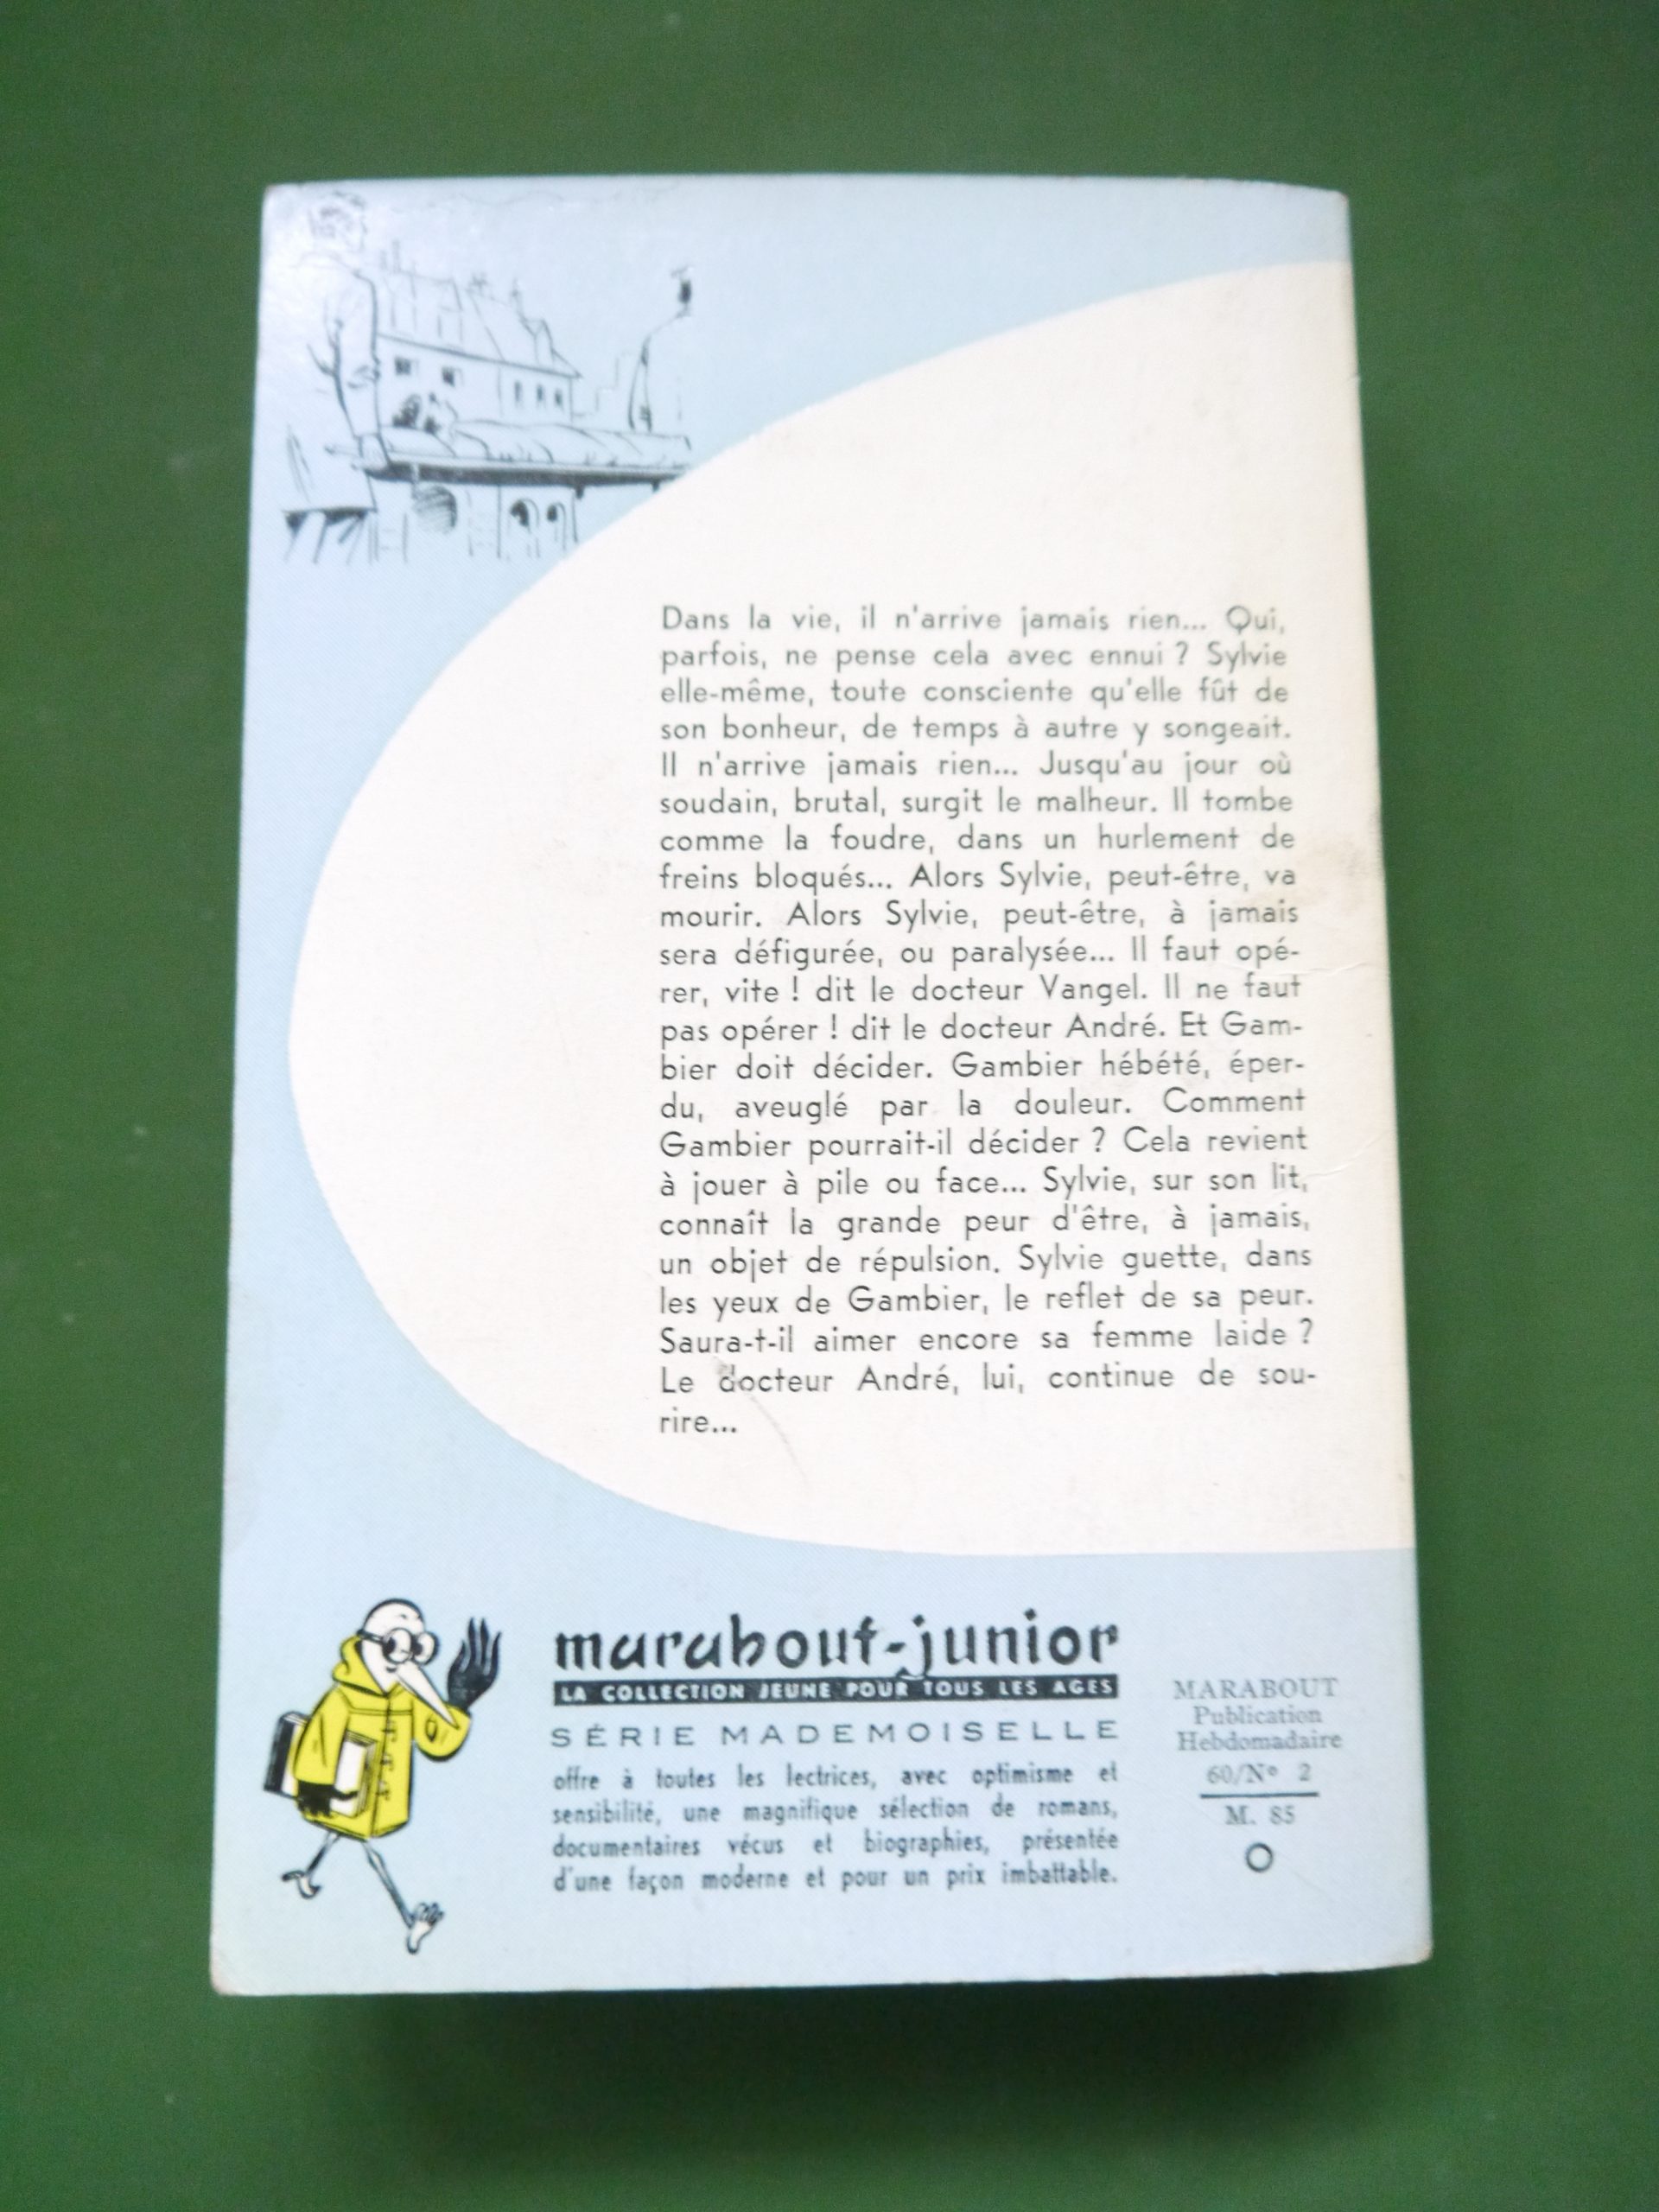 Dans la vie, il n'arrive jamais rien... Qui,
parfois, ne pense cela avec ennui ? Sylvie
elle-même, toute consciente qu'elle fût de
son bonheur, de temps à autre y songeait.
Il n'arrive jamais rien... Jusqu'au jour où
soudain, brutal, surgit le malheur. Il tombe
comme la foudre, dans un hurlement de
freins bloqués... Alors Sylvie, peut-être, va
mourir. Alors Sylvie, peut-être, à jamais
sera défigurée, ou paralysée... Il faut opé-
rer, vite ! dit le docteur Vangel. Il ne faut
pas opérer ! dit le docteur André. Et Gam-
bier doit décider. Gambier hébété, éper-
du, aveuglé par la douleur. Comment
Gambier pourrait-il décider ? Cela revient
à jouer à pile ou face... Sylvie, sur son lit,
connaît la grande peur d'être, à jamais,
un objet de répulsion. Sylvie guette, dans
les yeux de Gambier, le reflet de sa peur.
Saura-t-il aimer encore sa femme laide ?
Le docteur André, lui, continue de sou-
rire...
marabout-junior
LA COLLECTION JEUNE POUR TOUS LES AGES
SÉRIE MADEMOISELLE
offre à toutes les lectrices, avec optimisme et
sensibilité, une magnifique sélection de romans,
documentaires vécus et biographies, présentée
d'une façon moderne et pour un prix imbattable.
MARABOUT
Publication
Hebdomadaire
60/Nº 2
M. 85